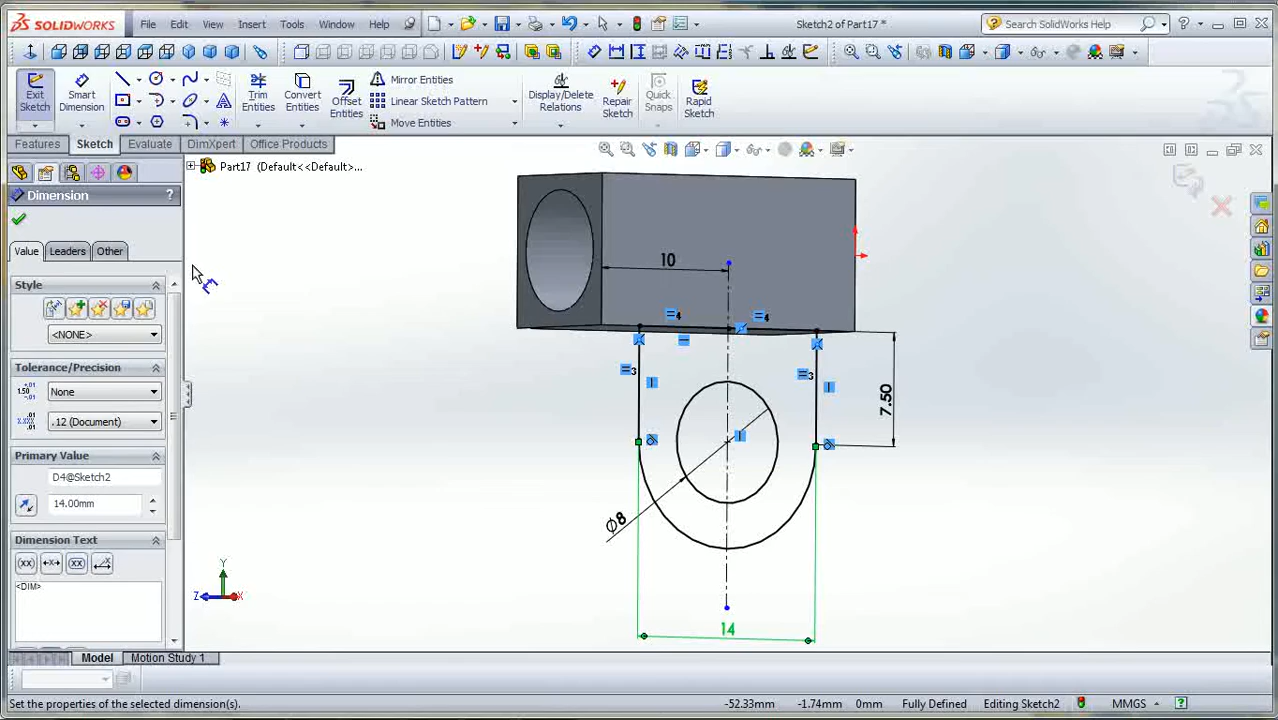 SOLIDWORKS File Edit View Insert Tools Window Help Sketch2 of Part17 * Search SolidWorks Help
Exit Sketch
Smart Dimension
Trim Entities
Convert Entities
Offset Entities
Mirror Entities
Linear Sketch Pattern
Move Entities
Display/Delete Relations
Repair Sketch
Quick Snaps
Rapid Sketch
Features Sketch Evaluate DimXpert Office Products
Part17 (Default<<Default>...
Dimension ?
Value Leaders Other
Style
<NONE>
Tolerance/Precision
None
.12 (Document)
Primary Value
D4@Sketch2
14.00mm
Dimension Text
<DIM>
10
4
4
3
3
7.50
Ø8
14
Y
Z X
Model Motion Study 1
Set the properties of the selected dimension(s). -52.33mm -1.74mm 0mm Fully Defined Editing Sketch2 MMGS